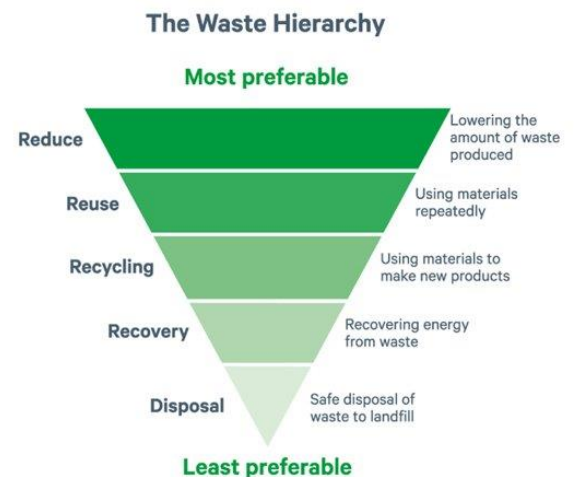 The Waste Hierarchy
Most preferable
Reduce
Lowering the
amount of waste
produced
Reuse
Using materials
repeatedly
Recycling
Using materials to
make new products
Recovery
Recovering energy
from waste
Disposal
Safe disposal of
waste to landfill
Least preferable